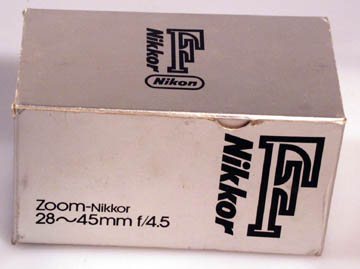 F
Nikkor
Nikon
F
Nikkor
Zoom-Nikkor
28~45mm f/4.5